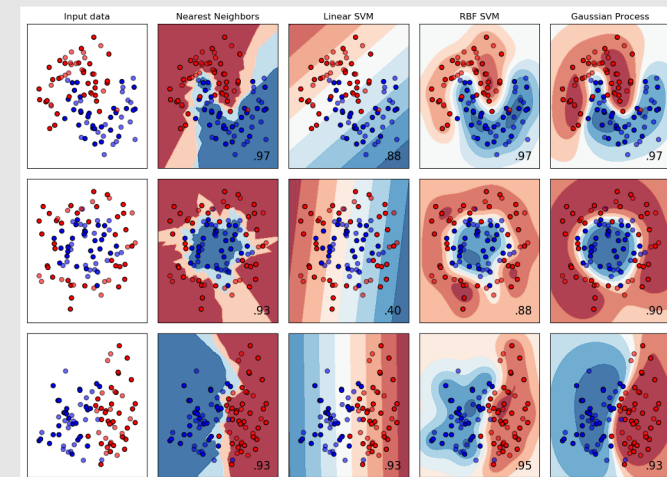 Input data
Nearest Neighbors
Linear SVM
RBF SVM
Gaussian Process
.97
.88
.97
.97
.93
.40
.88
.90
.93
.93
.95
.93